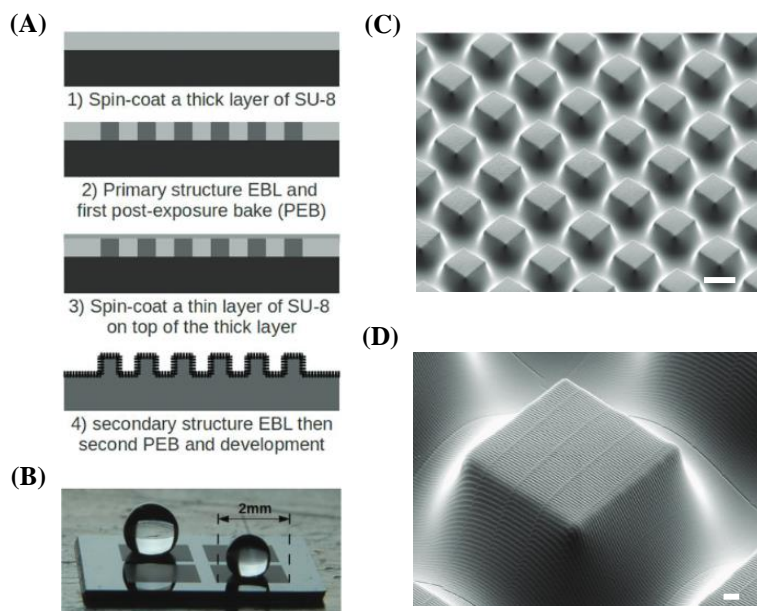 (A)
1) Spin-coat a thick layer of SU-8
2) Primary structure EBL and
first post-exposure bake (PEB)
3) Spin-coat a thin layer of SU-8
on top of the thick layer
4) secondary structure EBL then
second PEB and development
(B)
2mm
(C)
(D)